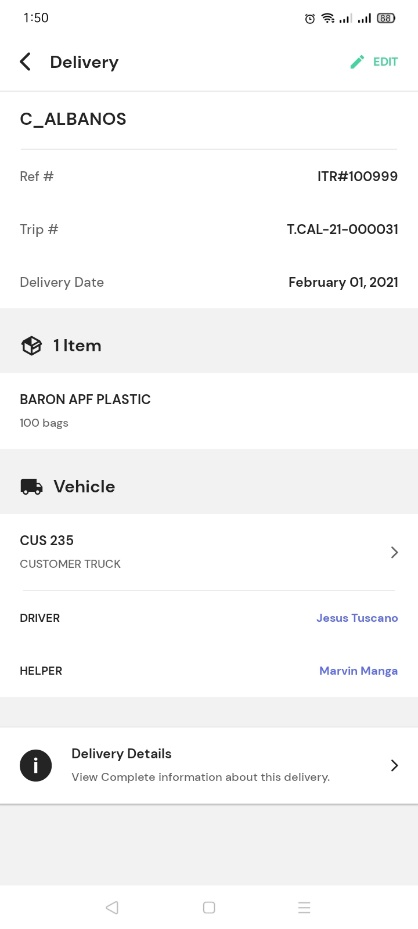 1:50
88
Delivery
EDIT
C_ALBANOS
Ref # ITR#100999
Trip # T.CAL-21-000031
Delivery Date February 01, 2021
1 Item
BARON APF PLASTIC
100 bags
Vehicle
CUS 235
CUSTOMER TRUCK
DRIVER Jesus Tuscano
HELPER Marvin Manga
Delivery Details
View Complete information about this delivery.